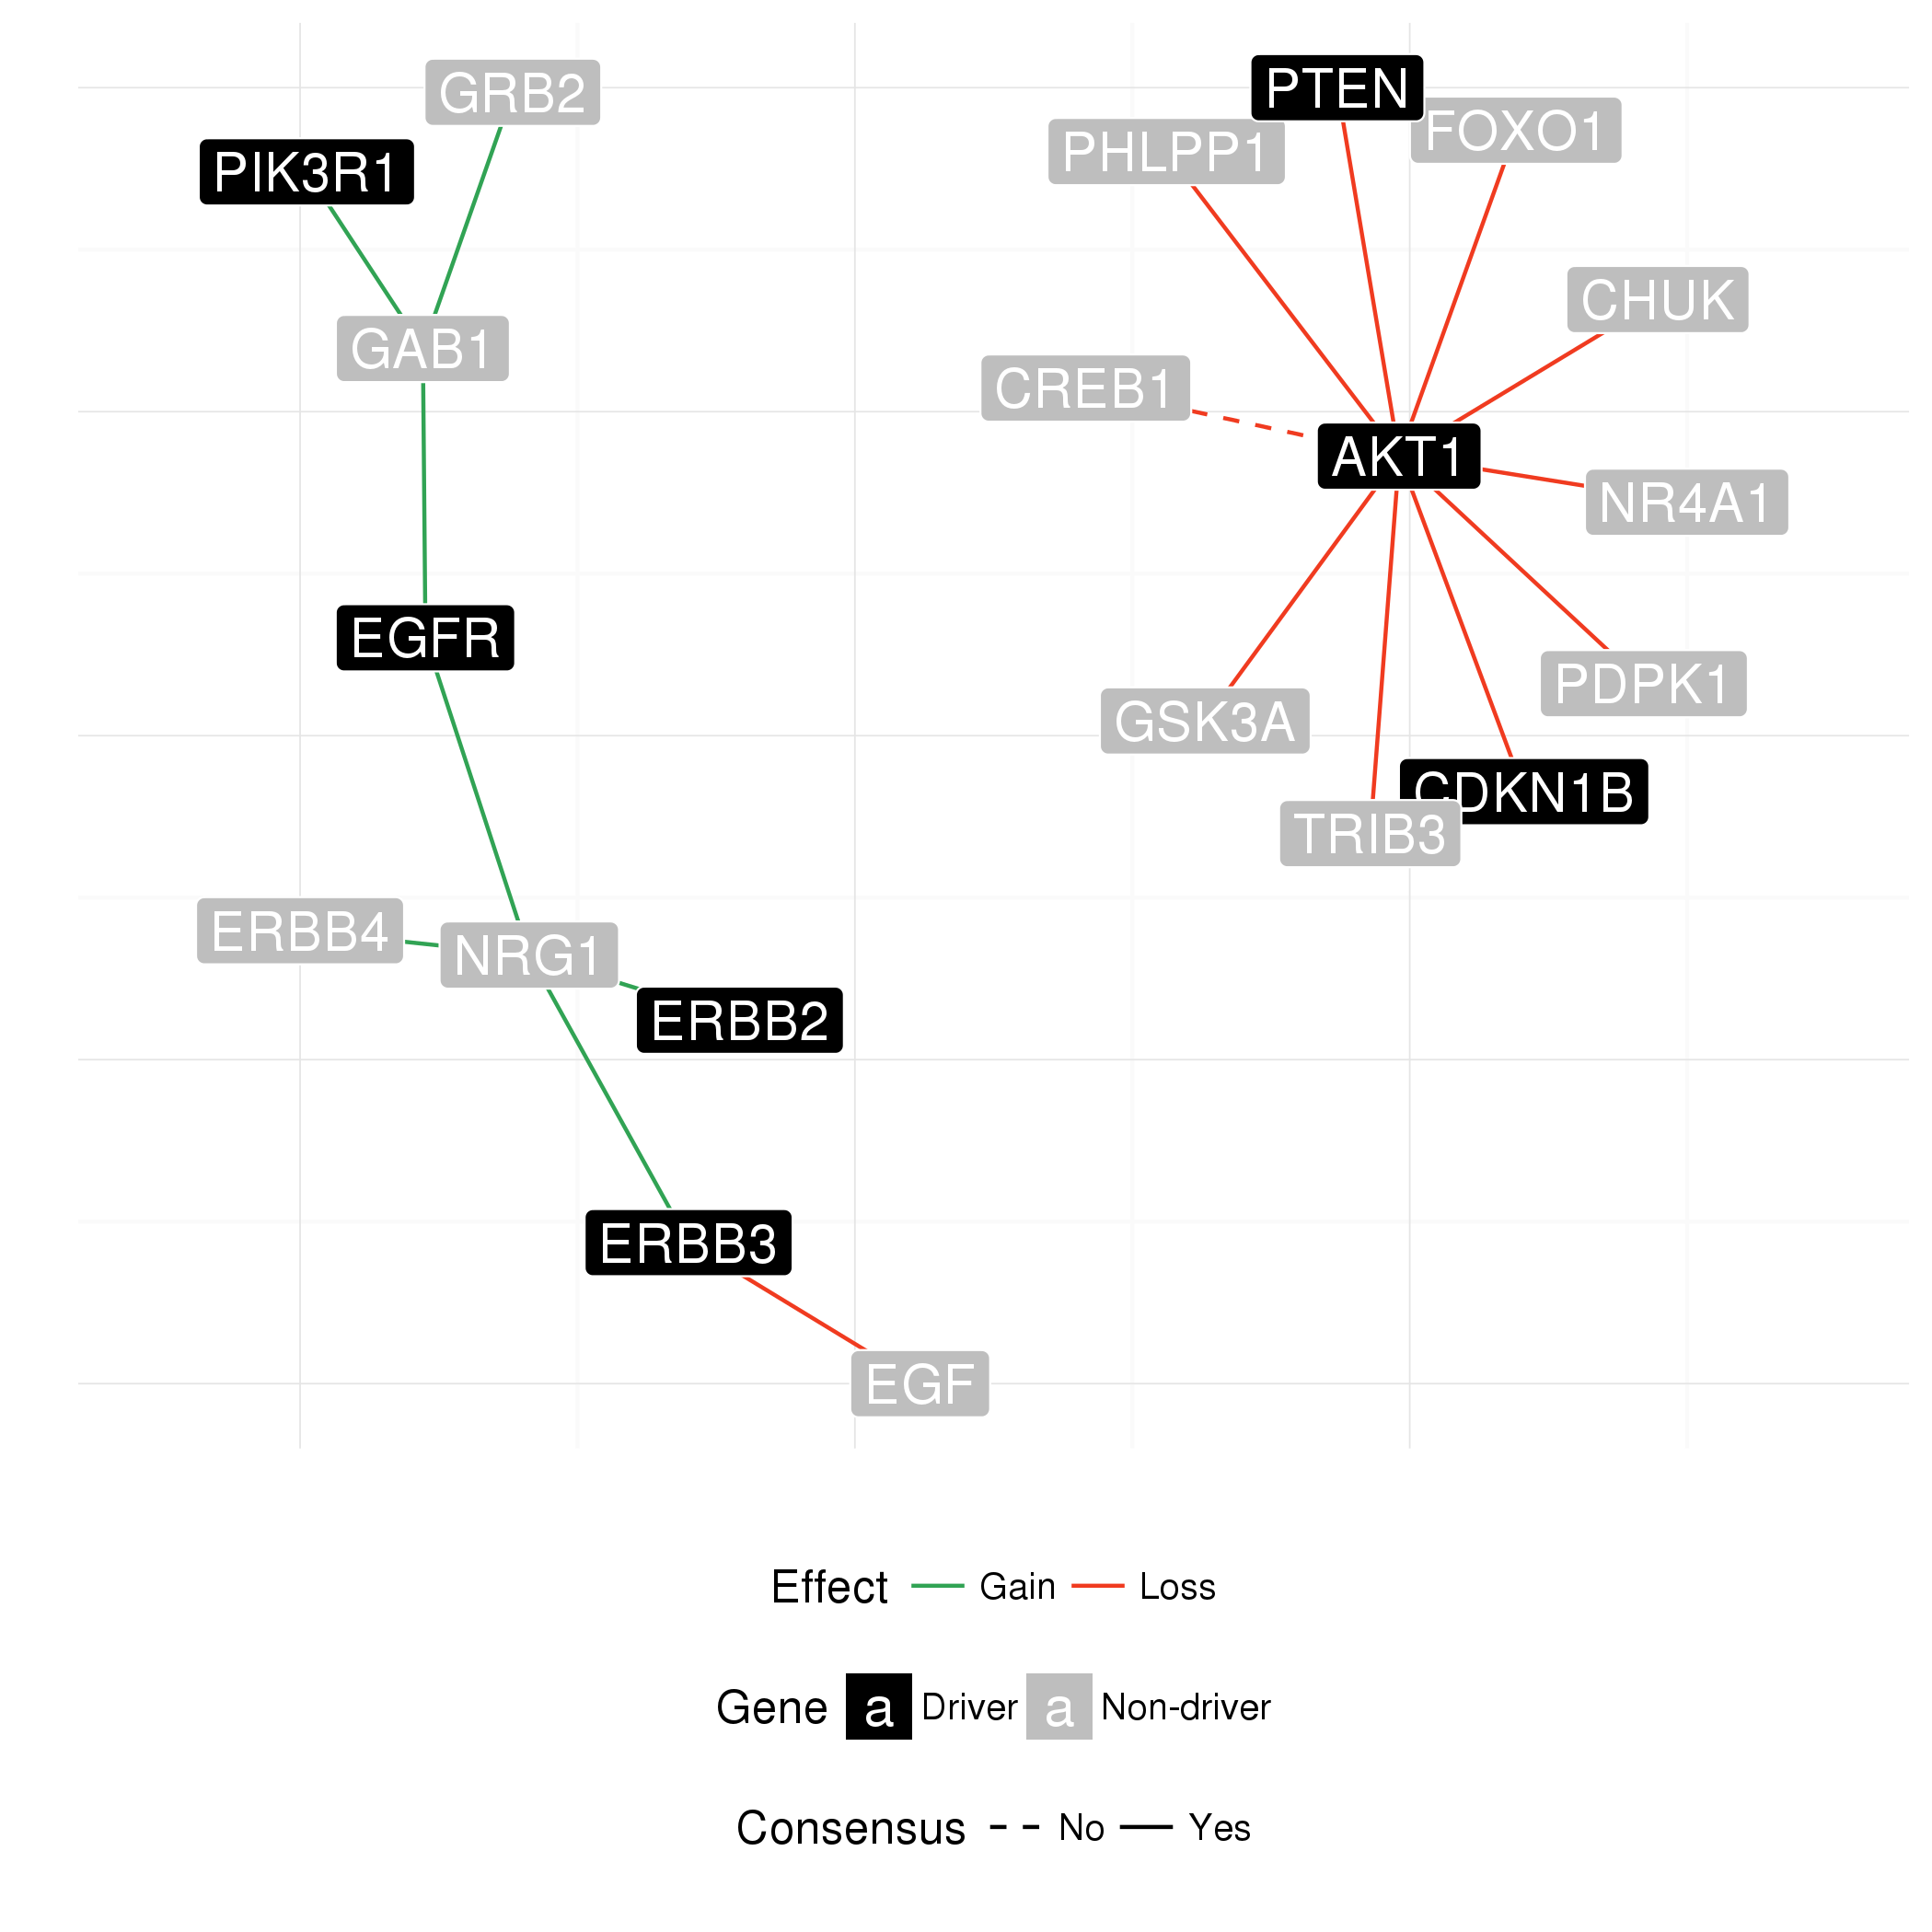 GRB2
PTEN
FOXO1
PHLPP1
PIK3R1
CHUK
GAB1
CREB1
AKT1
NR4A1
EGFR
PDPK1
GSK3A
CDKN1B
TRIB3
ERBB4
NRG1
ERBB2
ERBB3
EGF
Effect Gain Loss
Gene a Driver a Non-driver
Consensus No Yes